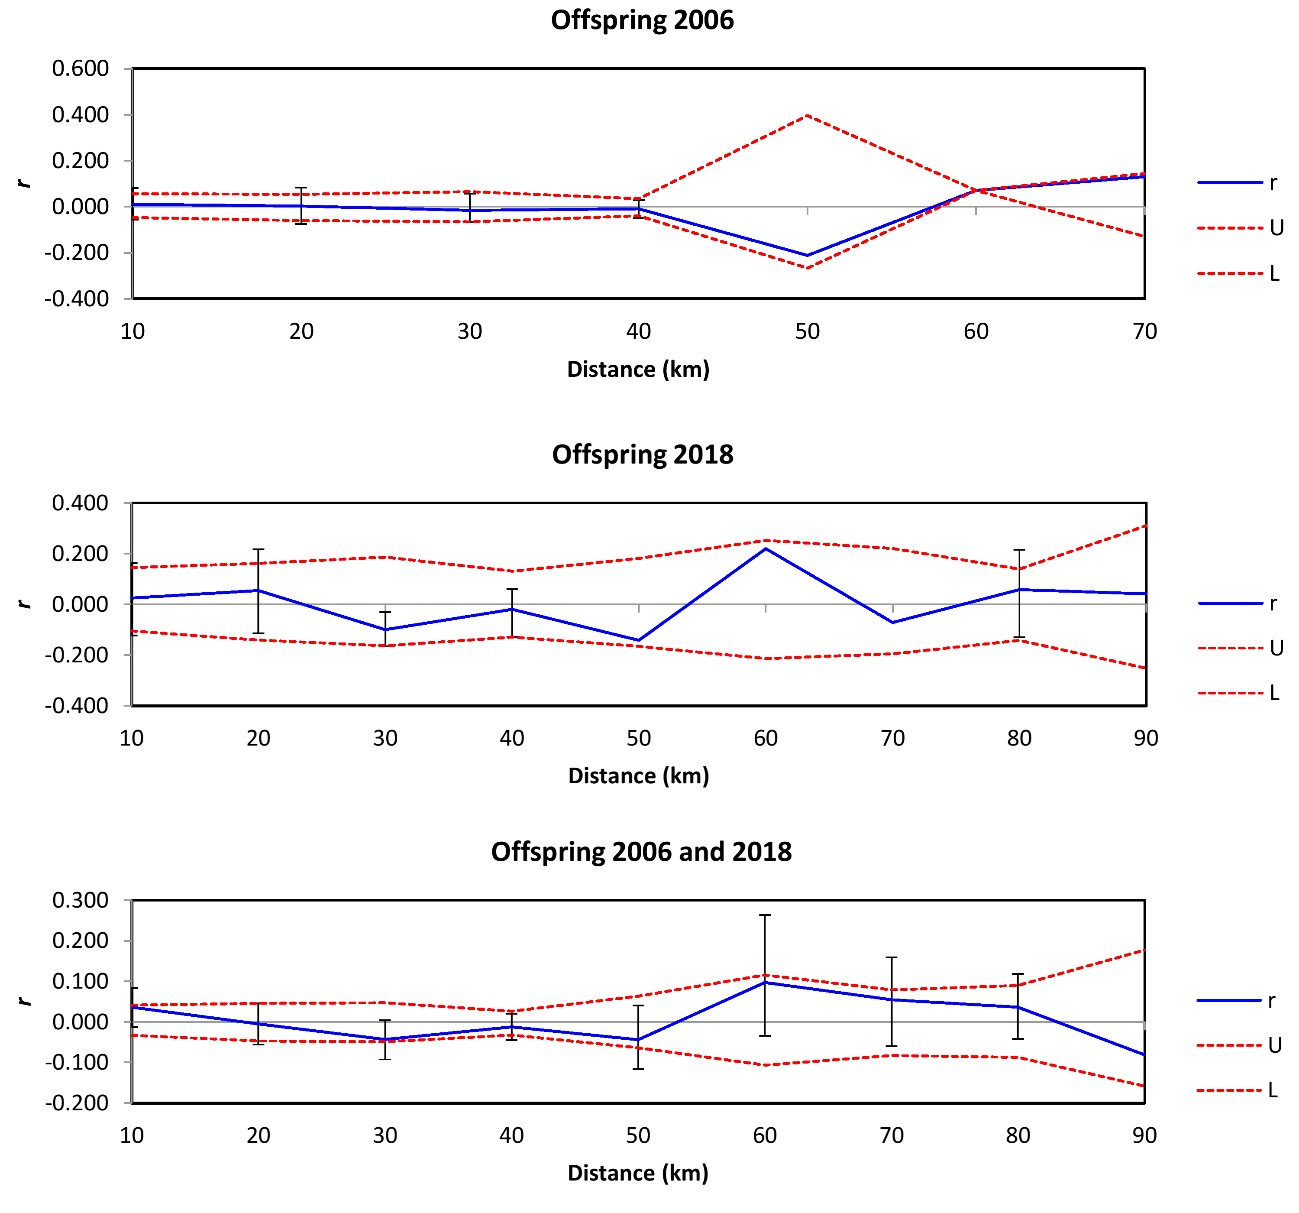 Offspring 2006
0.600
0.400
0.200
0.000
-0.200
-0.400
r
10 20 30 40 50 60 70
Distance (km)
r
U
L
Offspring 2018
0.400
0.200
0.000
-0.200
-0.400
r
10 20 30 40 50 60 70 80 90
Distance (km)
r
U
L
Offspring 2006 and 2018
0.300
0.200
0.100
0.000
-0.100
-0.200
r
10 20 30 40 50 60 70 80 90
Distance (km)
r
U
L